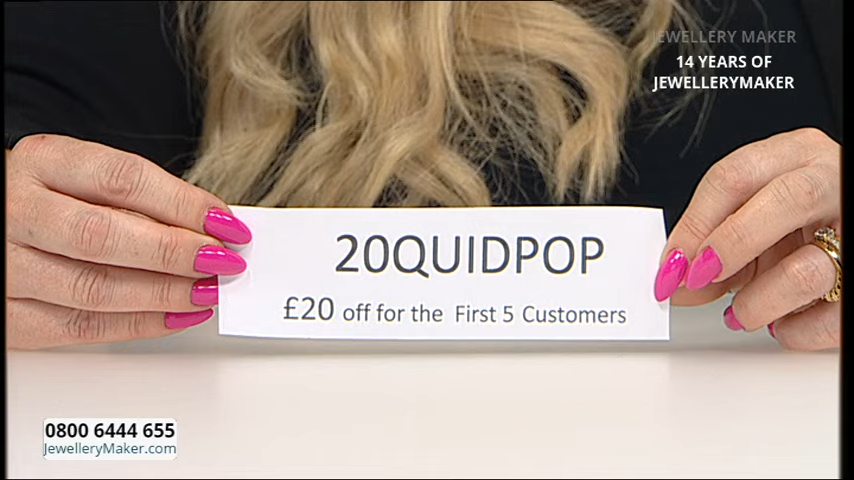 JEWELLERY MAKER
14 YEARS OF
JEWELLERYMAKER
20QUIDPOP
£20 off for the First 5 Customers
0800 6444 655
JewelleryMaker.com